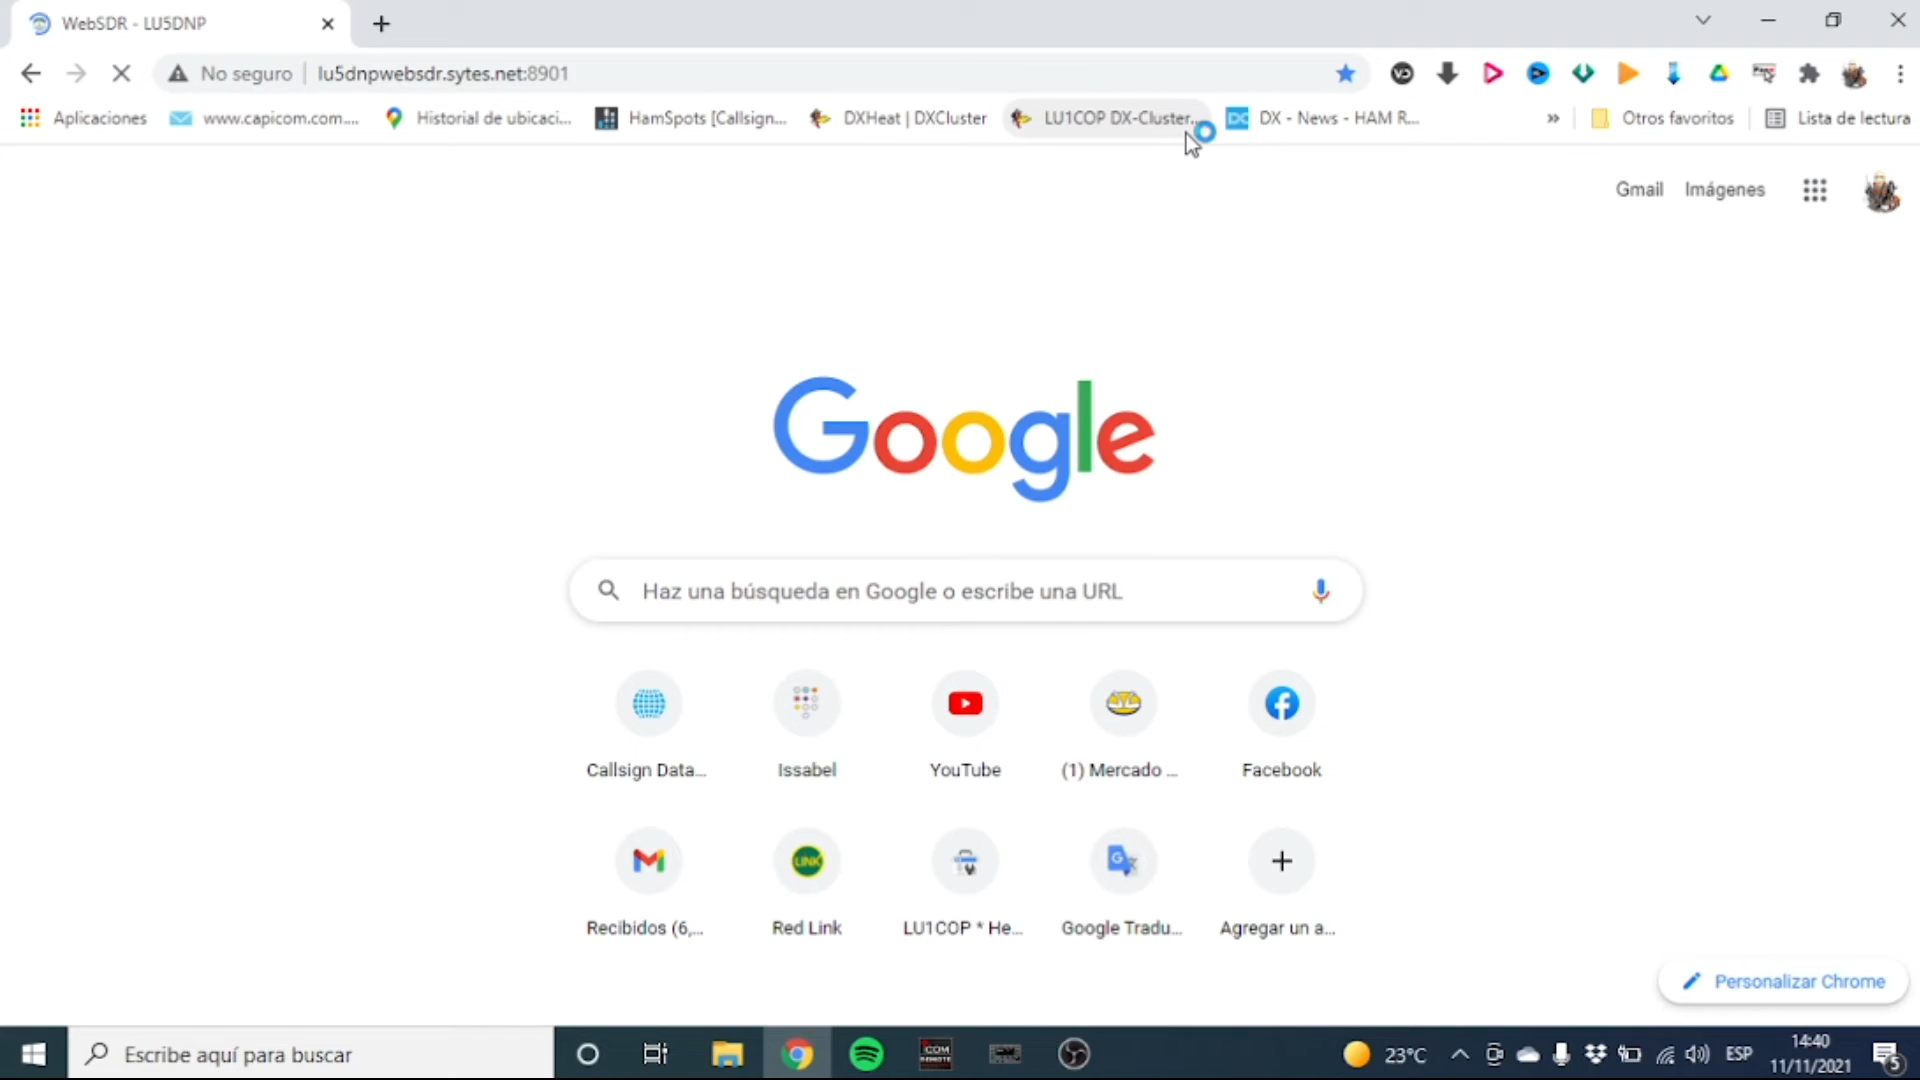 WebSDR - LU5DNP
No seguro lu5dnpwebsdr.sytes.net:8901
Aplicaciones www.capicom.com.... Historial de ubicaci... HamSpots [Callsign... DXHeat | DXCluster LU1COP DX-Cluster... DX - News - HAM R... » Otros favoritos Lista de lectura
Gmail Imágenes
Google
Haz una búsqueda en Google o escribe una URL
Callsign Data... Issabel YouTube (1) Mercado ... Facebook
LINK
Recibidos (6,... Red Link LU1COP * He... Google Tradu... Agregar un a...
Personalizar Chrome
Escribe aquí para buscar
23°C ESP 14:40
11/11/2021 5